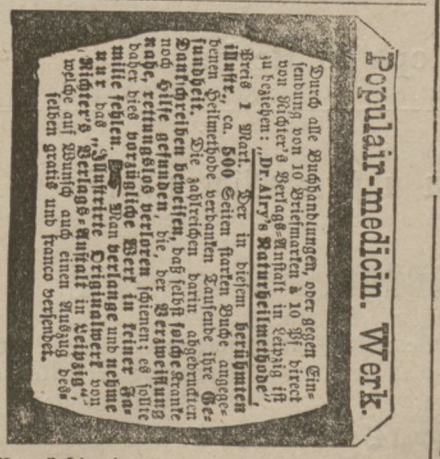 Populair-medicin. Werk.
Durch alle Buchhandlungen, oder gegen Ein-
sendung von 10 Briefmarken à 10 Pf. direct
von Richter's Verlags-Anstalt in Leipzig ist
zu beziehen: „Dr. Airy's Naturheilmethode"
Preis 1 Mark. Der in diesem berühmten
illustr., ca. 500 Seiten starken Buche angege-
benen Heilmethode verdanken Tausende ihre Ge-
sundheit. Die zahlreichen darin abgedruckten
Dankschreiben beweisen, daß selbst solche Kranke
noch Hilfe gefunden, die, der Verzweiflung
nahe, rettungslos verloren schienen; es sollte
daher dies vorzügliche Werk in keiner Fa-
milie fehlen. Man verlange und nehme
nur das „Illustrirte Originalwerk von
Richter's Verlags-Anstalt in Leipzig",
welche auf Wunsch auch einen Auszug des-
selben gratis und franco versendet.